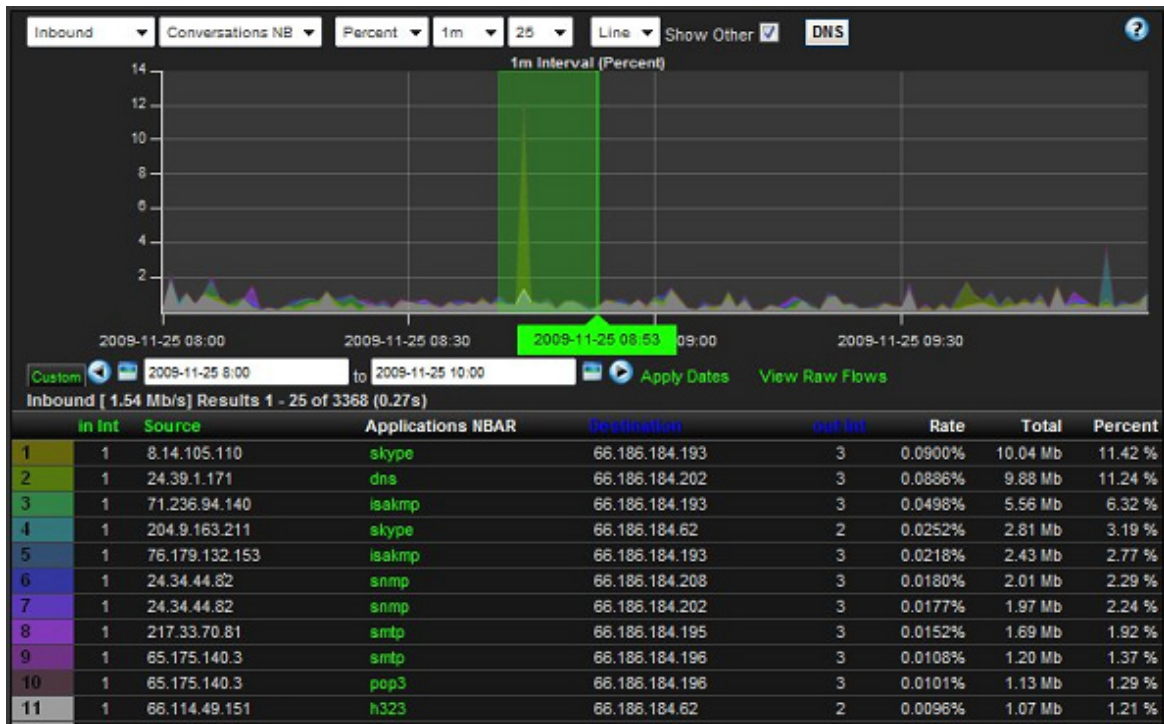 Inbound Conversations NB Percent 1m 25 Line Show Other DNS ?
1m Interval (Percent)
14
12
10
8
6
4
2
2009-11-25 08:00 2009-11-25 08:30 2009-11-25 08:53 09:00 2009-11-25 09:30
Custom 2009-11-25 8:00 to 2009-11-25 10:00 Apply Dates View Raw Flows
Inbound [ 1.54 Mb/s] Results 1 - 25 of 3368 (0.27s)
in Int Source Applications NBAR Destination out Int Rate Total Percent
1 1 8.14.105.110 skype 66.186.184.193 3 0.0900% 10.04 Mb 11.42 %
2 1 24.39.1.171 dns 66.186.184.202 3 0.0886% 9.88 Mb 11.24 %
3 1 71.236.94.140 isakmp 66.186.184.193 3 0.0498% 5.56 Mb 6.32 %
4 1 204.9.163.211 skype 66.186.184.62 2 0.0252% 2.81 Mb 3.19 %
5 1 76.179.132.153 isakmp 66.186.184.193 3 0.0218% 2.43 Mb 2.77 %
6 1 24.34.44.82 snmp 66.186.184.208 3 0.0180% 2.01 Mb 2.29 %
7 1 24.34.44.82 snmp 66.186.184.202 3 0.0177% 1.97 Mb 2.24 %
8 1 217.33.70.81 smtp 66.186.184.195 3 0.0152% 1.69 Mb 1.92 %
9 1 65.175.140.3 smtp 66.186.184.196 3 0.0108% 1.20 Mb 1.37 %
10 1 65.175.140.3 pop3 66.186.184.196 3 0.0101% 1.13 Mb 1.29 %
11 1 66.114.49.151 h323 66.186.184.62 2 0.0096% 1.07 Mb 1.21 %